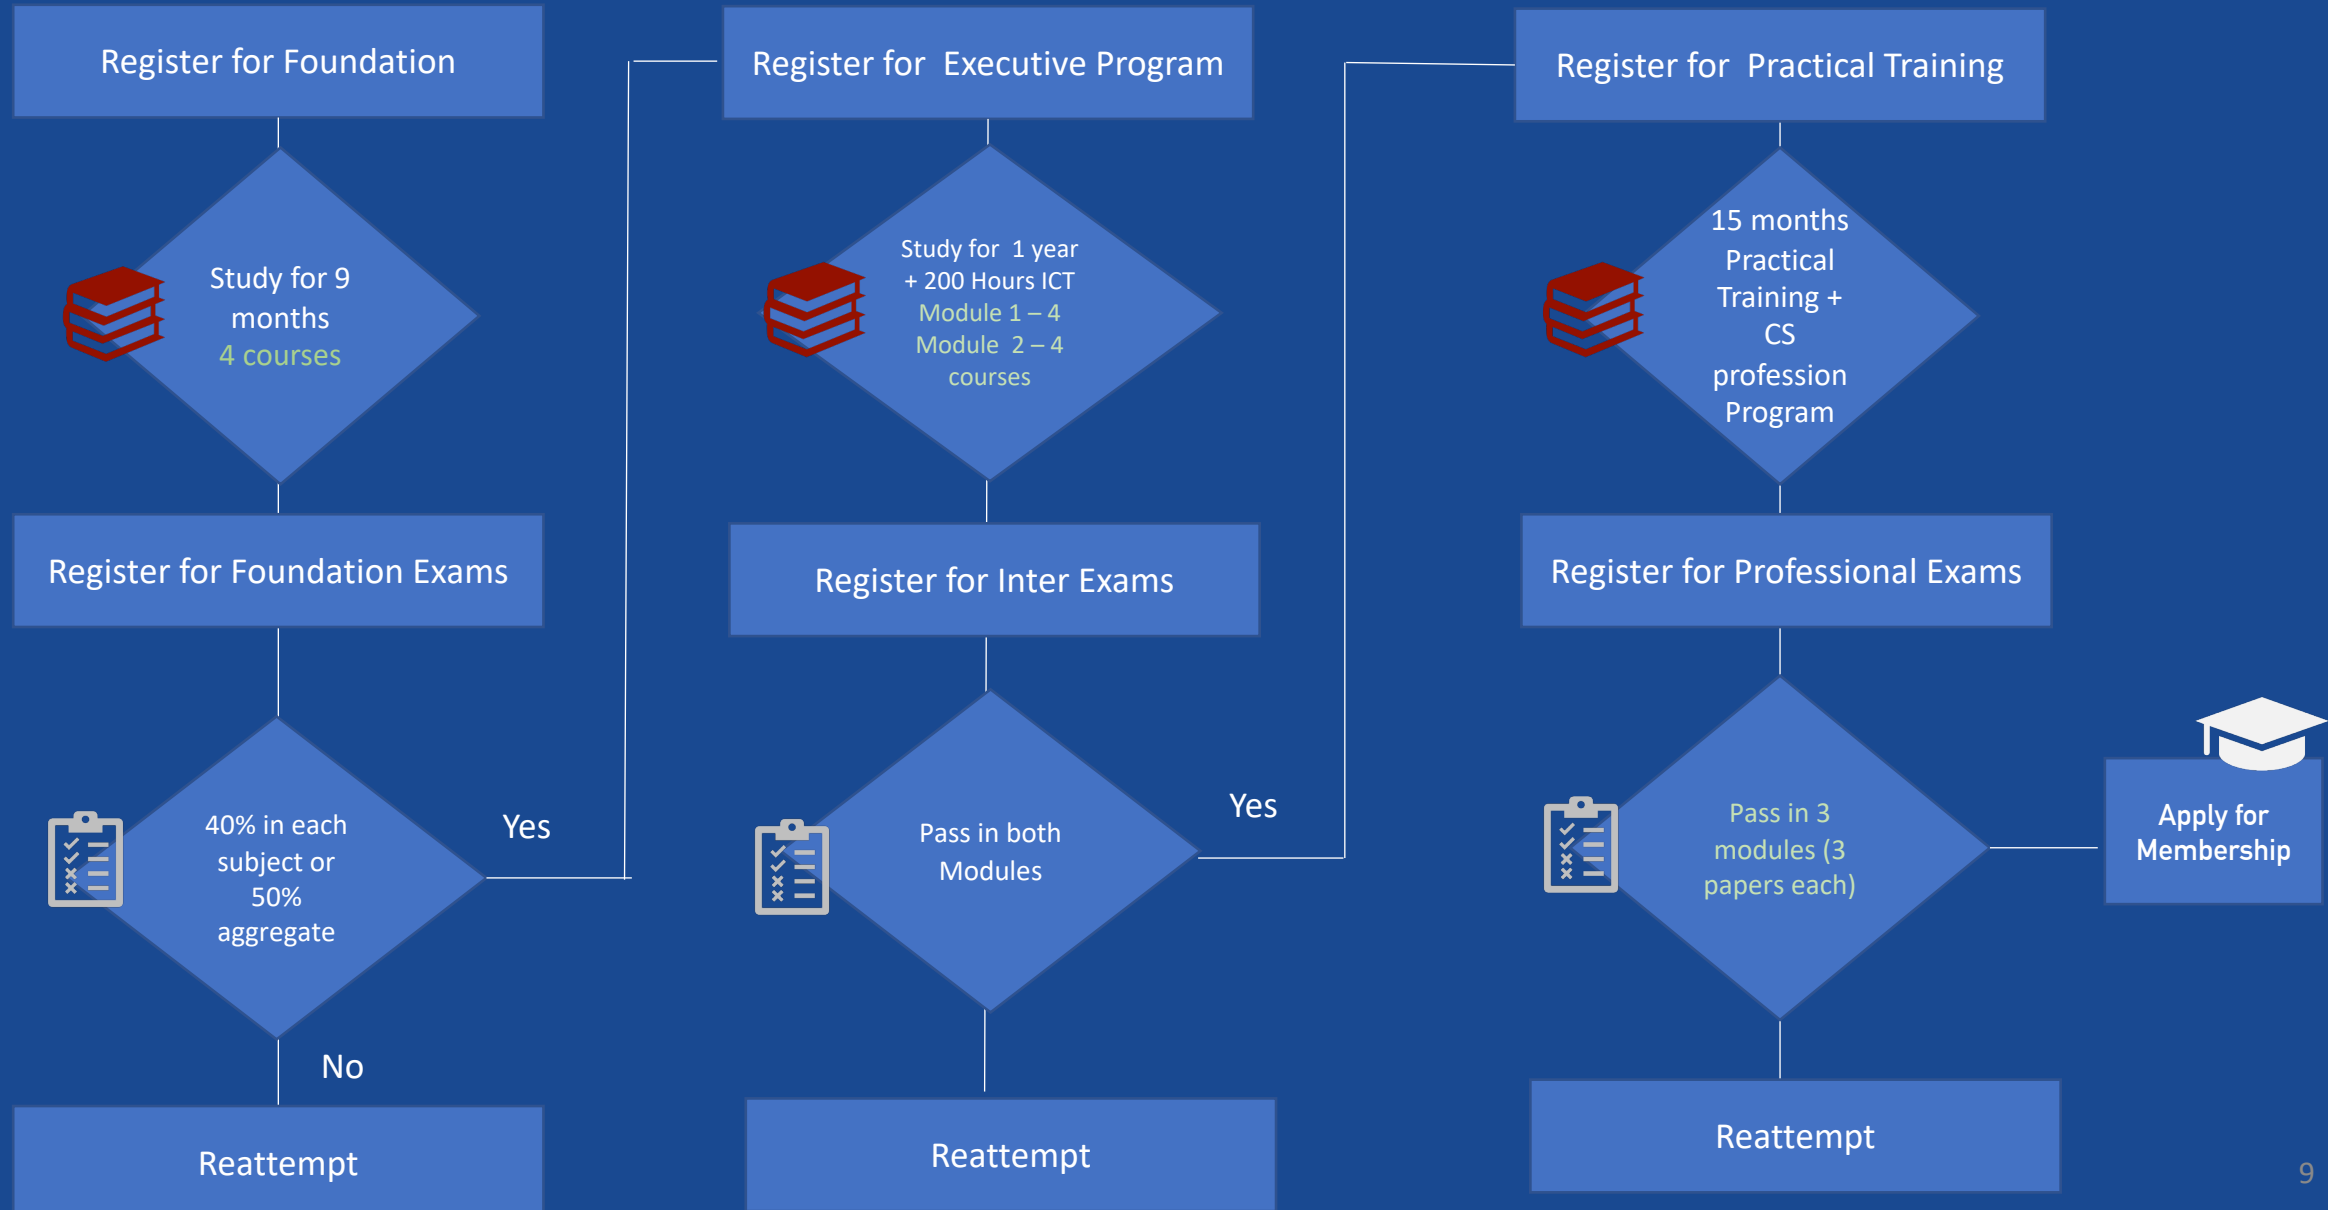 Register for Foundation
Study for 9
months
4 courses
Register for Foundation Exams
40% in each
subject or
50%
aggregate
Yes
No
Reattempt
Register for  Executive Program
Study for  1 year
+ 200 Hours ICT
Module 1 – 4
Module  2 – 4
courses
Register for Inter Exams
Pass in both
Modules
Yes
Reattempt
Register for  Practical Training
15 months
Practical
Training +
CS
profession
Program
Register for Professional Exams
Pass in 3
modules (3
papers each)
Apply for
Membership
Reattempt
9